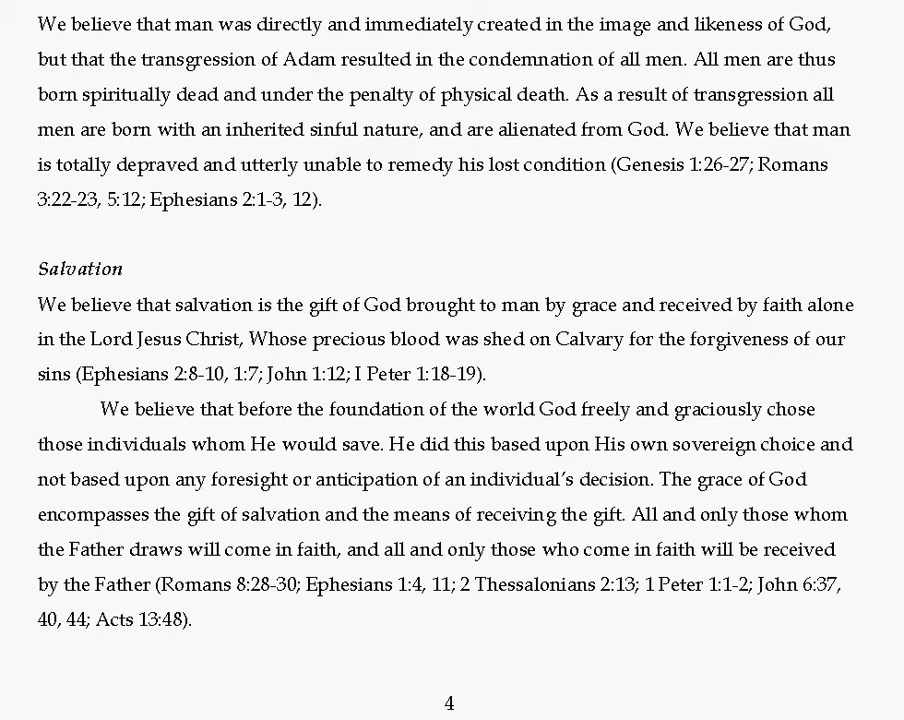 We believe that man was directly and immediately created in the image and likeness of God,
but that the transgression of Adam resulted in the condemnation of all men. All men are thus
born spiritually dead and under the penalty of physical death. As a result of transgression all
men are born with an inherited sinful nature, and are alienated from God. We believe that man
is totally depraved and utterly unable to remedy his lost condition (Genesis 1:26-27; Romans
3:22-23, 5:12; Ephesians 2:1-3, 12).
Salvation
We believe that salvation is the gift of God brought to man by grace and received by faith alone
in the Lord Jesus Christ, Whose precious blood was shed on Calvary for the forgiveness of our
sins (Ephesians 2:8-10, 1:7; John 1:12; I Peter 1:18-19).
We believe that before the foundation of the world God freely and graciously chose
those individuals whom He would save. He did this based upon His own sovereign choice and
not based upon any foresight or anticipation of an individual's decision. The grace of God
encompasses the gift of salvation and the means of receiving the gift. All and only those whom
the Father draws will come in faith, and all and only those who come in faith will be received
by the Father (Romans 8:28-30; Ephesians 1:4, 11; 2 Thessalonians 2:13; 1 Peter 1:1-2; John 6:37,
40, 44; Acts 13:48).
4